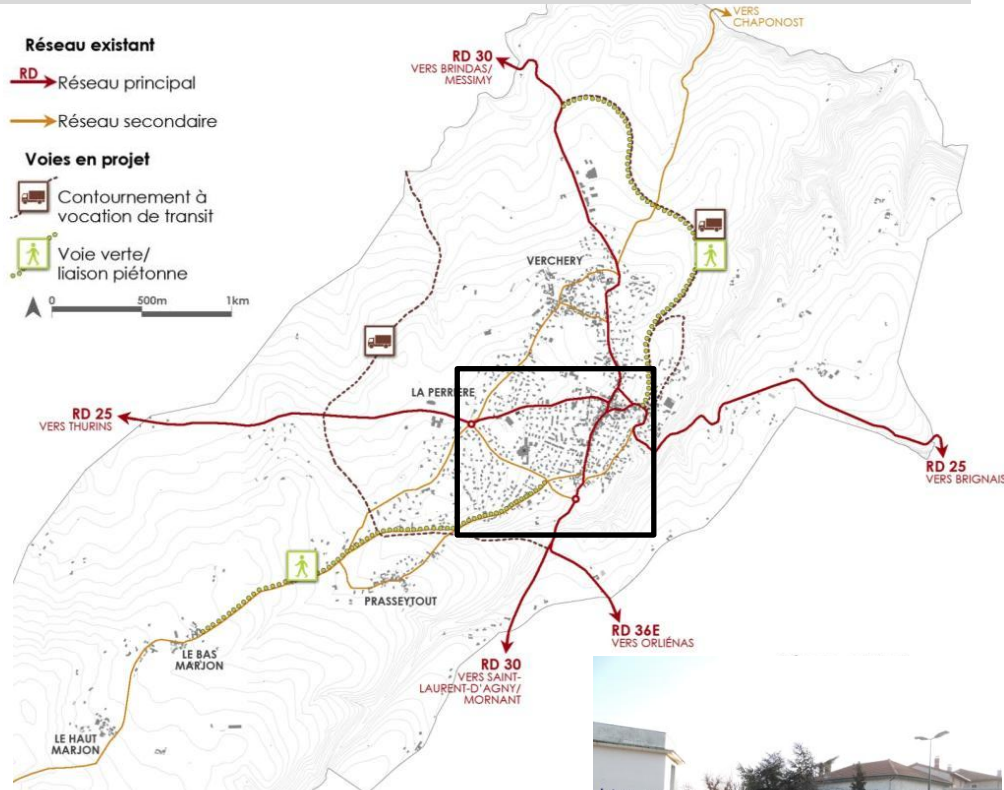 VERS
CHAPONOST
Réseau existant
RD
Réseau principal
Réseau secondaire
Voies en projet
Contournement à
vocation de transit
Voie verte/
liaison piétonne
0 500m 1km
RD 30
VERS BRINDAS/
MESSIMY
VERCHERY
LA PERRIERE
RD 25
VERS THURINS
RD 25
VERS BRIGNAIS
PRASSEYTOUT
RD 36E
VERS ORLIÉNAS
LE BAS
MARJON
RD 30
VERS SAINT-
LAURENT-D'AGNY/
MORNANT
LE HAUT
MARJON